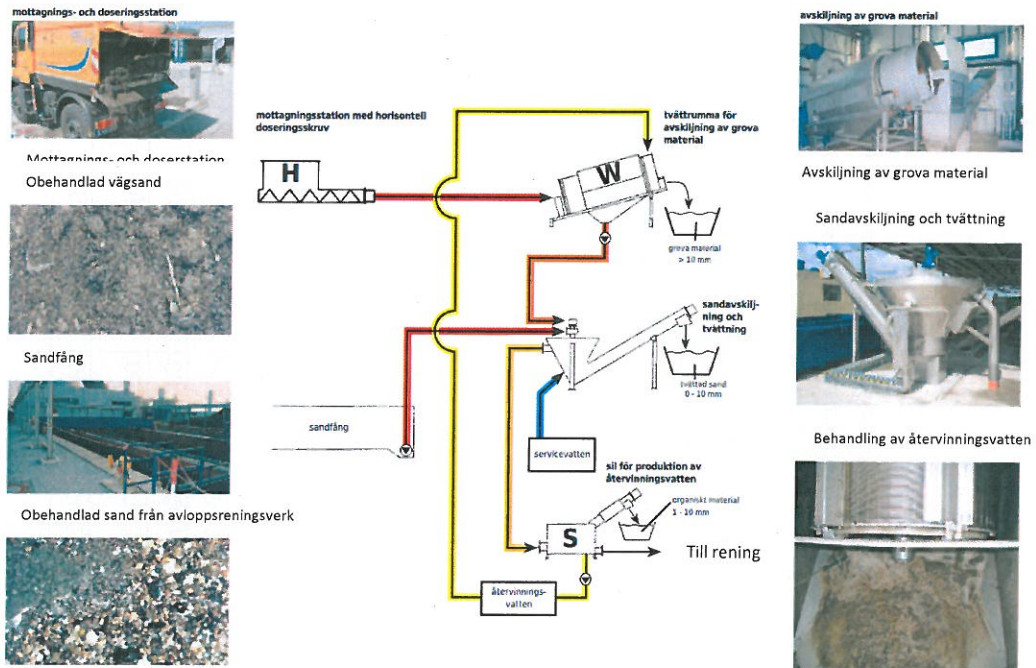 mottagnings- och doseringsstation
Mottagnings- och doserstation
Obehandlad vägsand
Sandfång
Obehandlad sand från avloppsreningverk
mottagningsstation med horisontell
doseringsskruv
H
tvättrumma för
avskiljning av grova
material
W
grova material
> 10 mm
sandavskilj-
ning och
tvättning
tvättad sand
0 - 10 mm
sandfång
servicevatten
sil för produktion av
återvinningsvatten
organiskt material
1 - 10 mm
S
Till rening
återvinnings-
vatten
avskiljning av grova material
Avskiljning av grova material
Sandavskiljning och tvättning
Behandling av återvinningsvatten